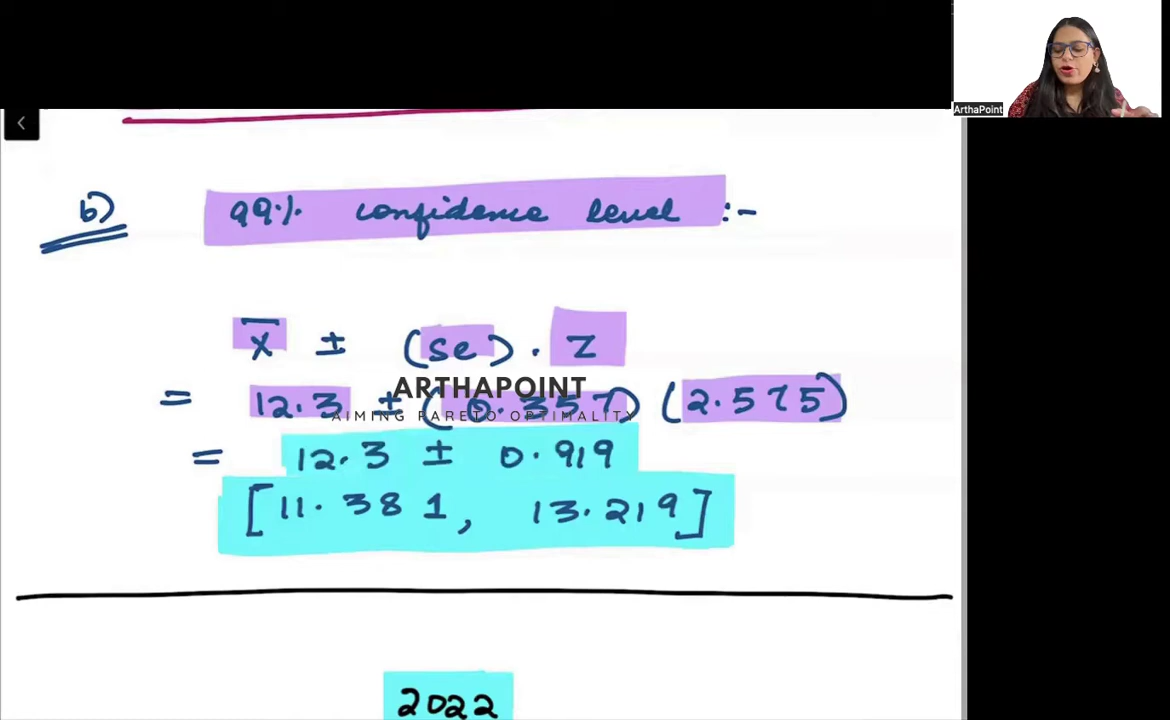 ArthaPoint
b) 99% confidence level :-
x̅ ± (se) . z
ARTHAPOINT
AIMING PARETO OPTIMALITY
= 12.3 ± (0.357) (2.575)
= 12.3 ± 0.919
[11.381, 13.219]
2022